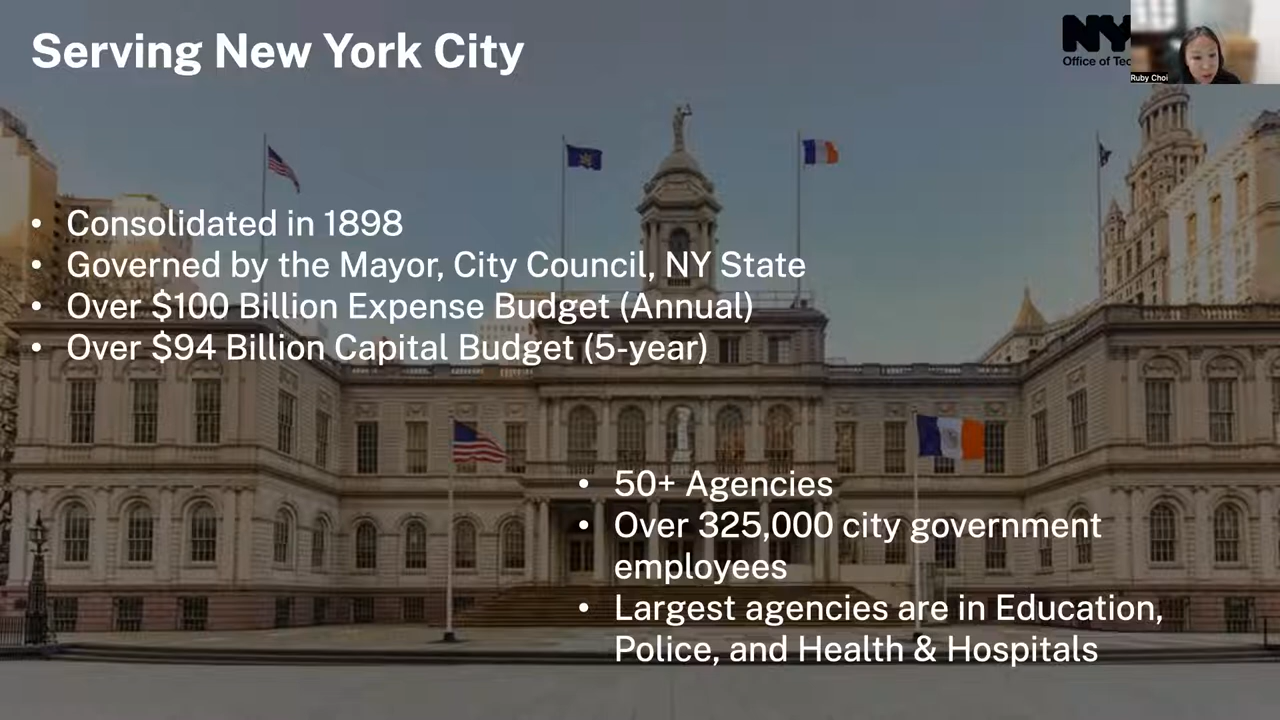 Serving New York City
NY
Office of Tec
Ruby Choi
• Consolidated in 1898
• Governed by the Mayor, City Council, NY State
• Over $100 Billion Expense Budget (Annual)
• Over $94 Billion Capital Budget (5-year)
• 50+ Agencies
• Over 325,000 city government
employees
• Largest agencies are in Education,
Police, and Health & Hospitals